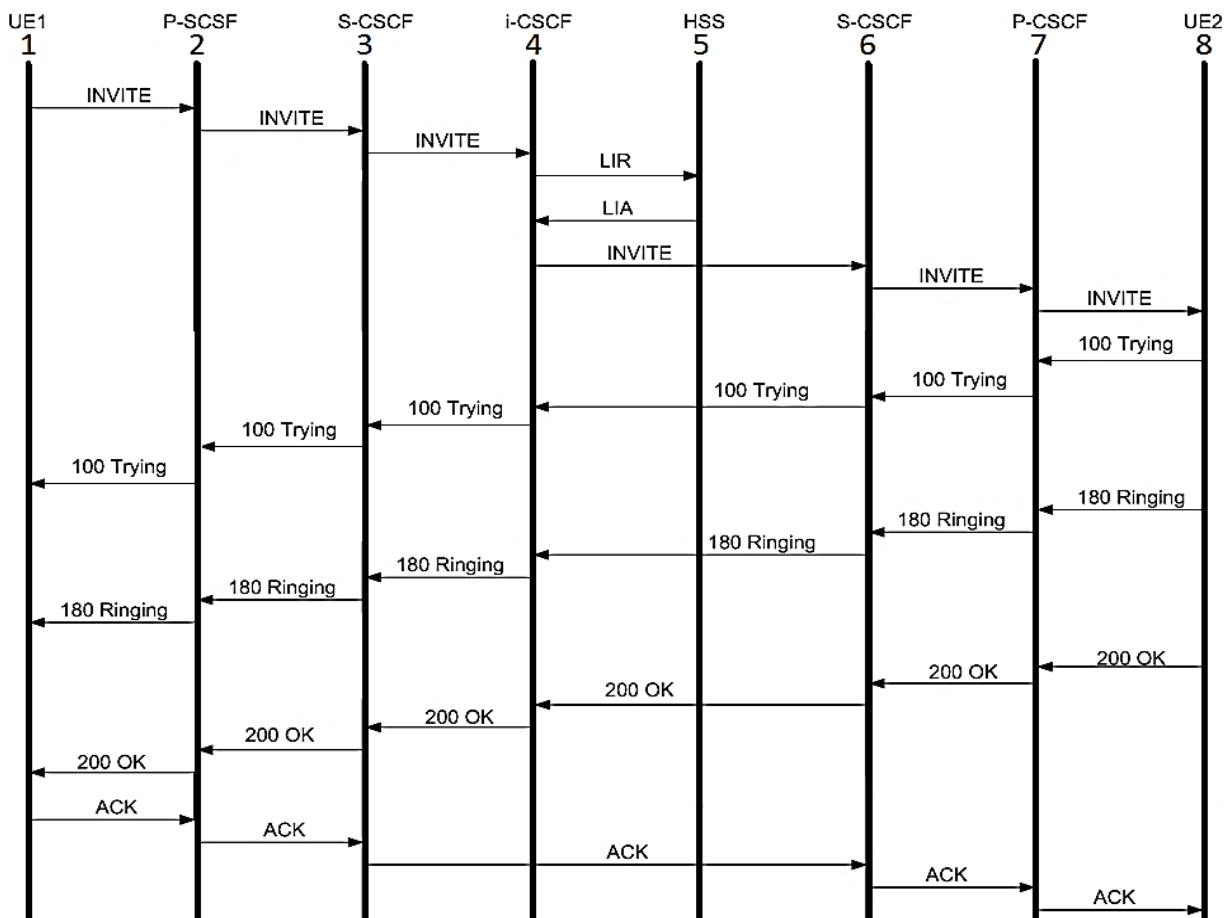 UE1 P-SCSF S-CSCF i-CSCF HSS S-CSCF P-CSCF UE2
1 2 3 4 5 6 7 8
INVITE
INVITE
INVITE
LIR
LIA
INVITE
INVITE
INVITE
100 Trying
100 Trying
100 Trying
100 Trying
100 Trying
100 Trying
180 Ringing
180 Ringing
180 Ringing
180 Ringing
180 Ringing
180 Ringing
200 OK
200 OK
200 OK
200 OK
200 OK
200 OK
ACK
ACK
ACK
ACK
ACK